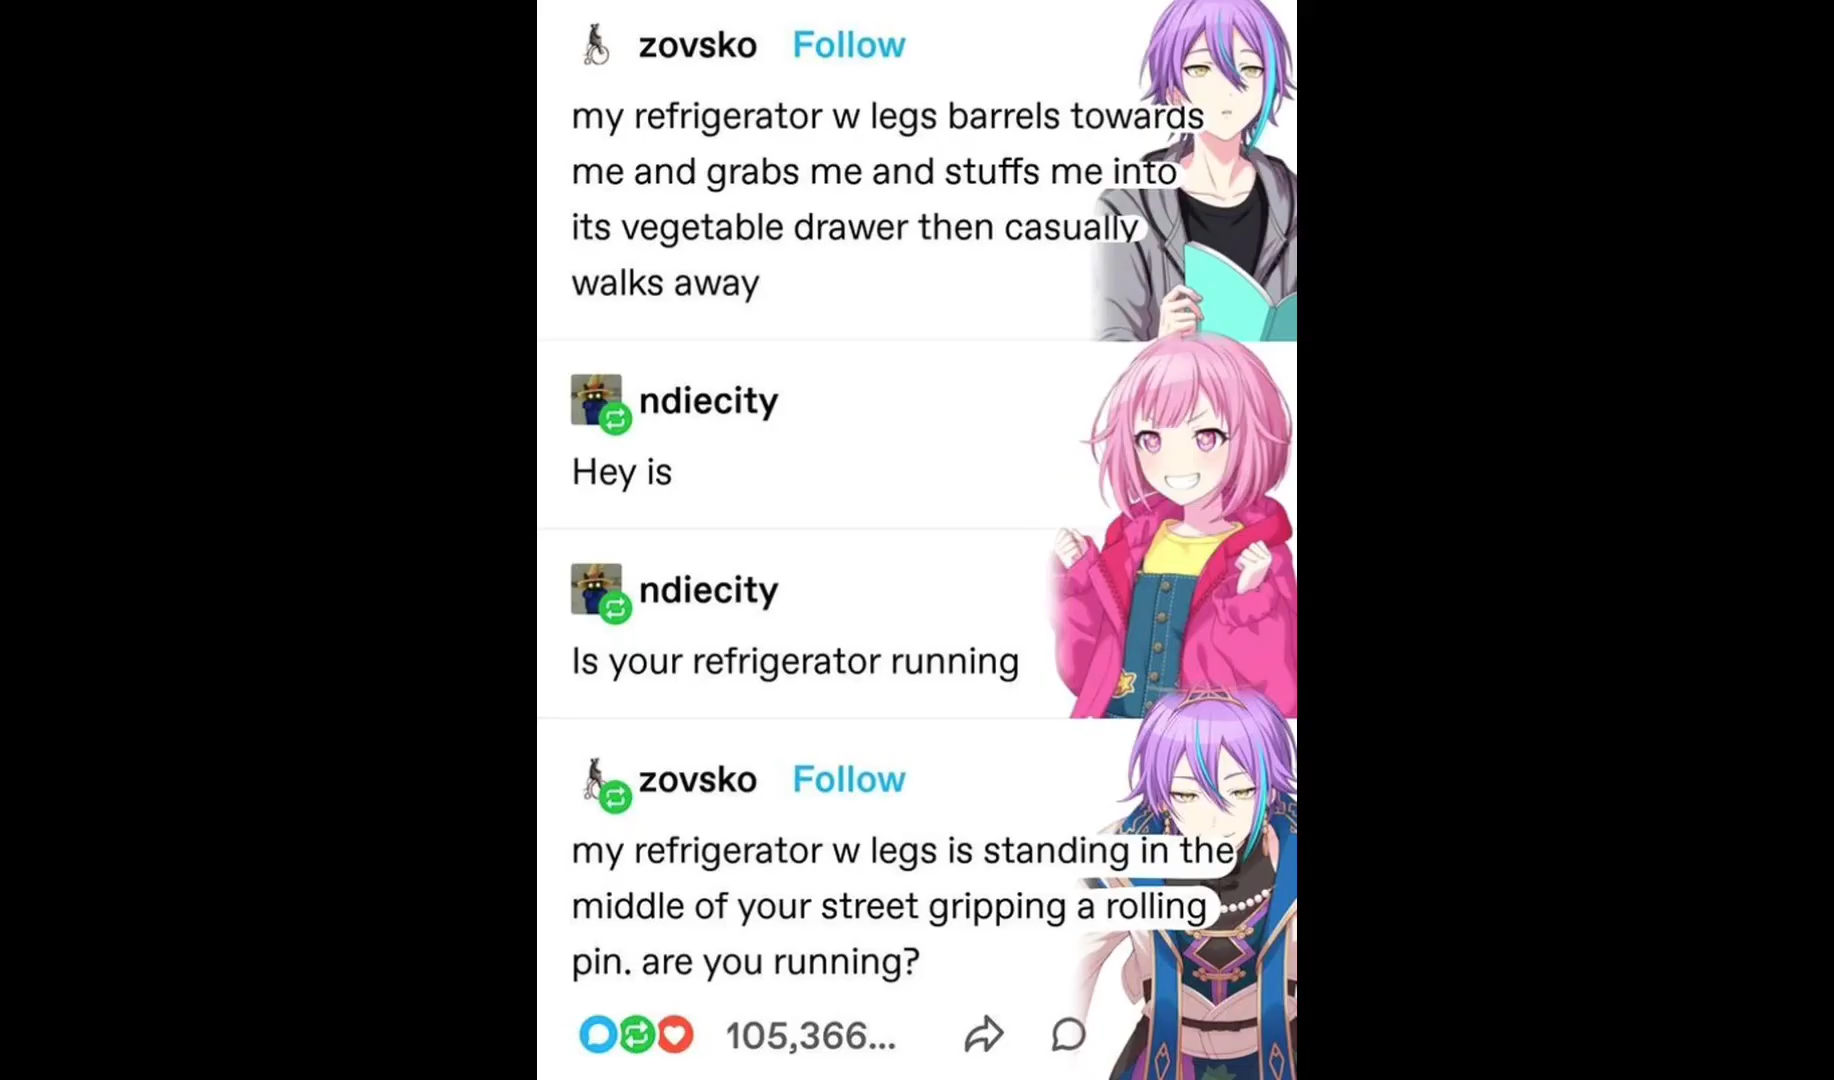 zovsko Follow
my refrigerator w legs barrels towards
me and grabs me and stuffs me into
its vegetable drawer then casually
walks away
ndiecity
Hey is
ndiecity
Is your refrigerator running
zovsko Follow
my refrigerator w legs is standing in the
middle of your street gripping a rolling
pin. are you running?
105,366...